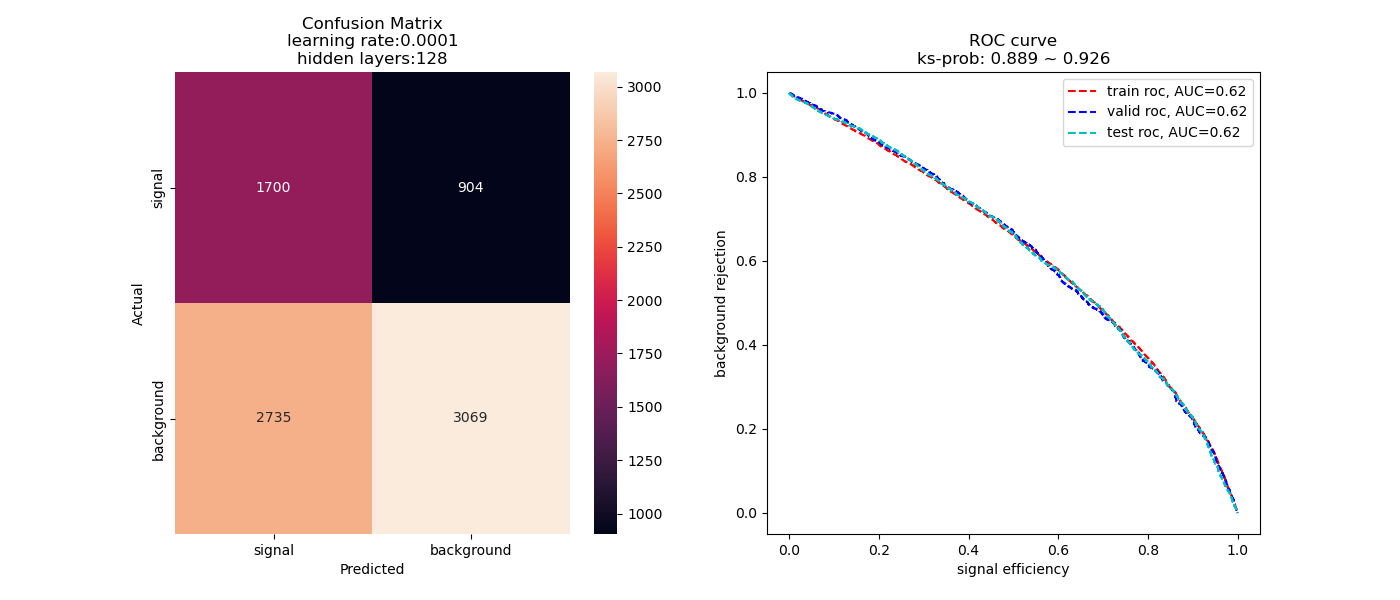 Confusion Matrix
learning rate:0.0001
hidden layers:128
signal
background
Actual
1700
904
2735
3069
signal
background
Predicted
3000
2750
2500
2250
2000
1750
1500
1250
1000
ROC curve
ks-prob: 0.889 ~ 0.926
train roc, AUC=0.62
valid roc, AUC=0.62
test roc, AUC=0.62
background rejection
1.0
0.8
0.6
0.4
0.2
0.0
0.0
0.2
0.4
0.6
0.8
1.0
signal efficiency